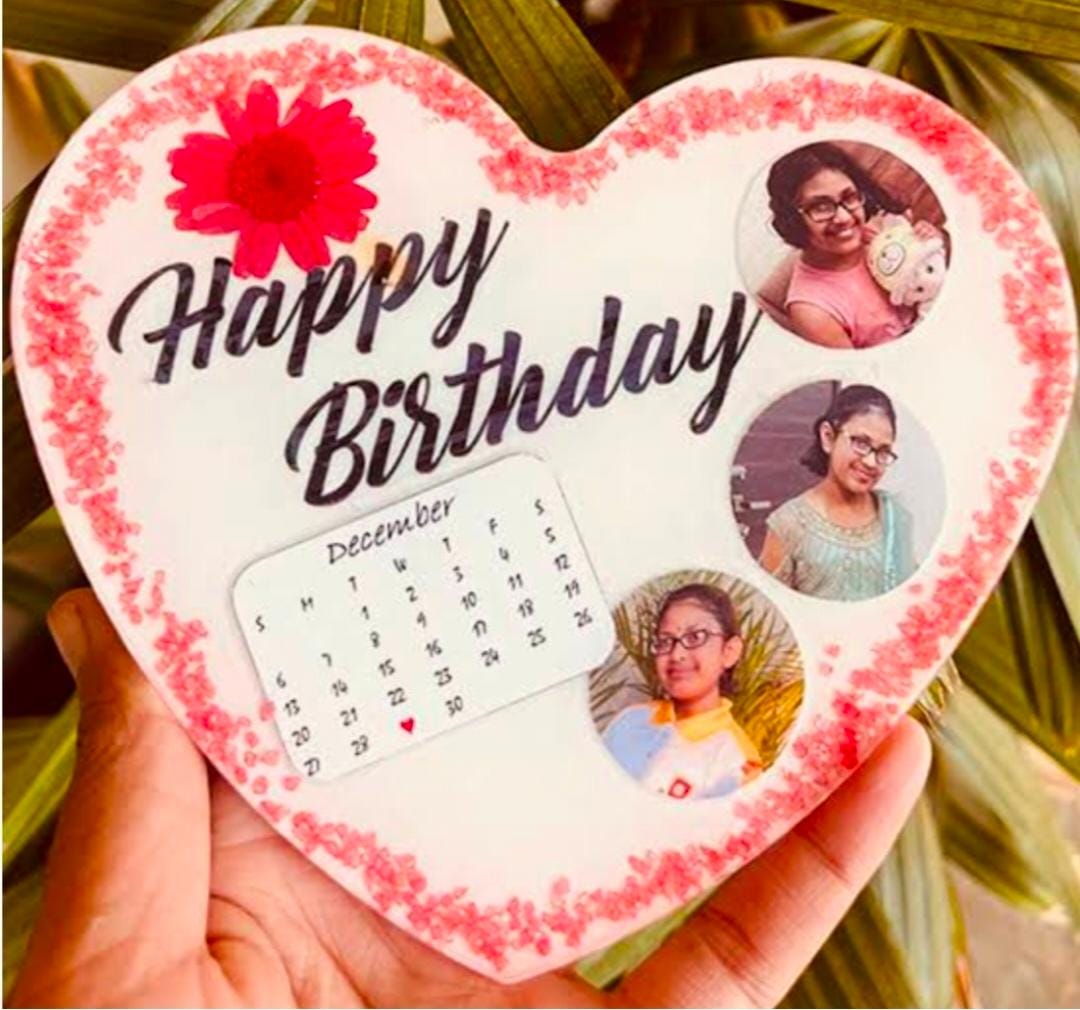 Happy
Birthday
December
S M T W T F S
1 2 3 4 5
6 7 8 9 10 11 12
13 14 15 16 17 18 19
20 21 22 23 24 25 26
27 28 ♥ 30